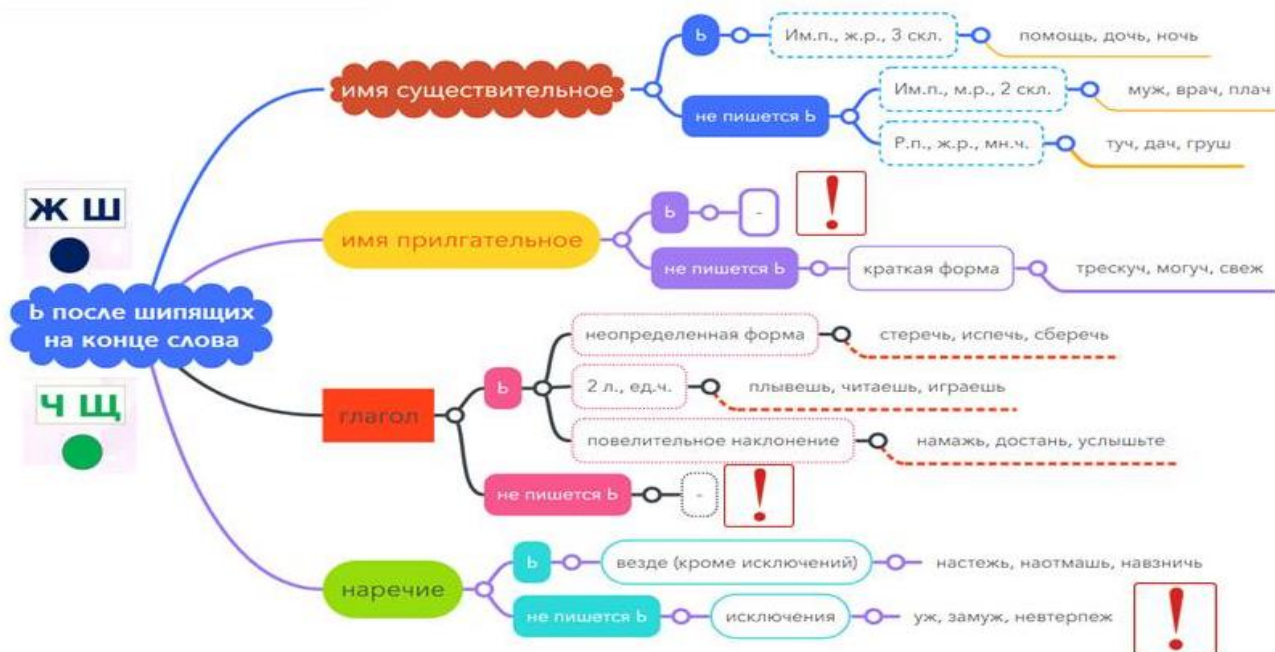 Ж Ш
Ь после шипящих
на конце слова
Ч Щ
имя существительное
Ь
Им.п., ж.р., 3 скл.
помощь, дочь, ночь
не пишется Ь
Им.п., м.р., 2 скл.
муж, врач, плач
Р.п., ж.р., мн.ч.
туч, дач, груш
имя прилгательное
Ь
-
!
не пишется Ь
краткая форма
трескуч, могуч, свеж
глагол
Ь
неопределенная форма
стеречь, испечь, сберечь
2 л., ед.ч.
плывешь, читаешь, играешь
повелительное наклонение
намажь, достань, услышьте
не пишется Ь
-
!
наречие
Ь
везде (кроме исключений)
настежь, наотмашь, навзничь
не пишется Ь
исключения
уж, замуж, невтерпеж
!